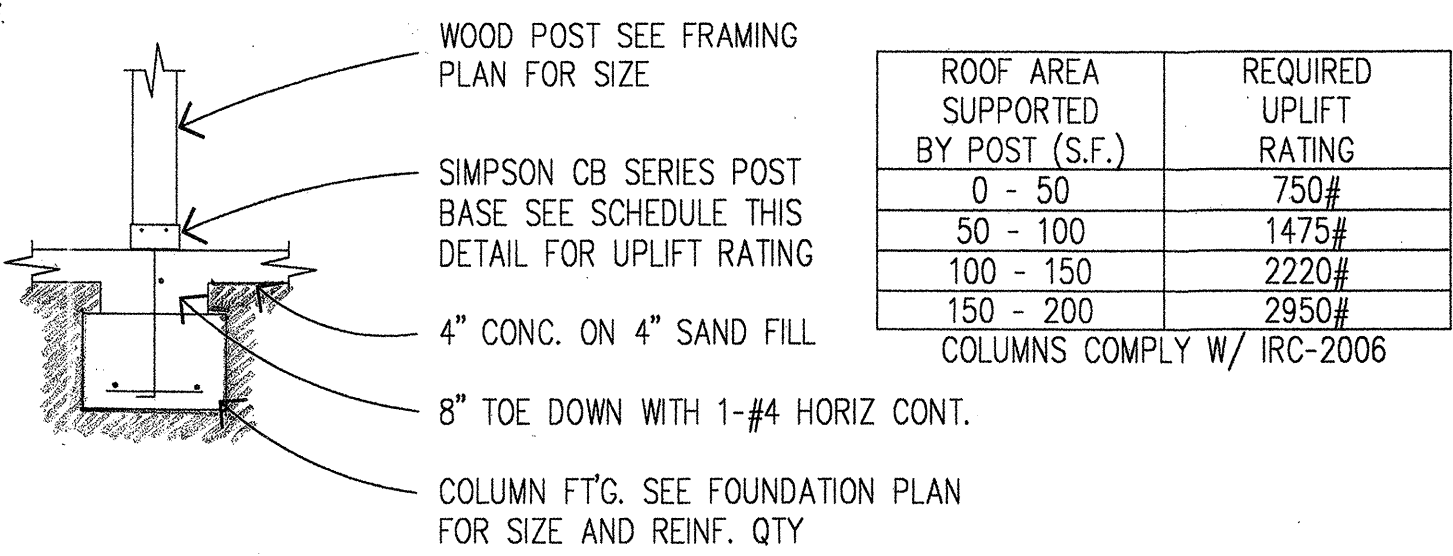 WOOD POST SEE FRAMING
PLAN FOR SIZE
SIMPSON CB SERIES POST
BASE SEE SCHEDULE THIS
DETAIL FOR UPLIFT RATING
4" CONC. ON 4" SAND FILL
8" TOE DOWN WITH 1-#4 HORIZ CONT.
COLUMN FT'G. SEE FOUNDATION PLAN
FOR SIZE AND REINF. QTY
ROOF AREA
SUPPORTED
BY POST (S.F.)
REQUIRED
UPLIFT
RATING
0 - 50 750#
50 - 100 1475#
100 - 150 2220#
150 - 200 2950#
COLUMNS COMPLY W/ IRC-2006